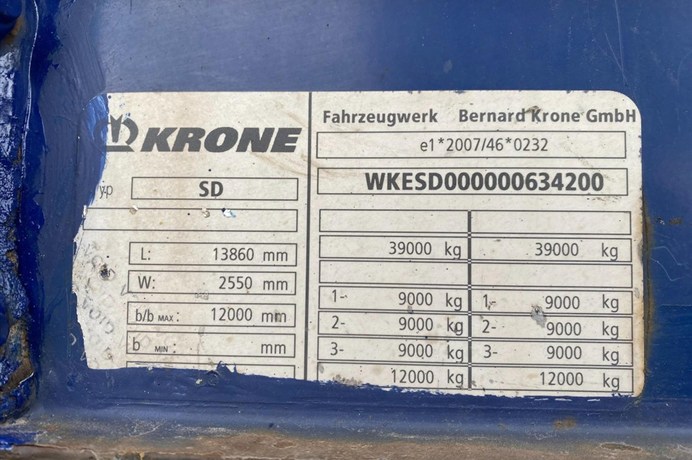 KRONE
Fahrzeugwerk Bernard Krone GmbH
e1*2007/46*0232
yp SD
WKESD000000634200
L: 13860 mm
W: 2550 mm
b/b MAX: 12000 mm
b MIN: mm
39000 kg 39000 kg
1- 9000 kg 1- 9000 kg
2- 9000 kg 2- 9000 kg
3- 9000 kg 3- 9000 kg
12000 kg 12000 kg